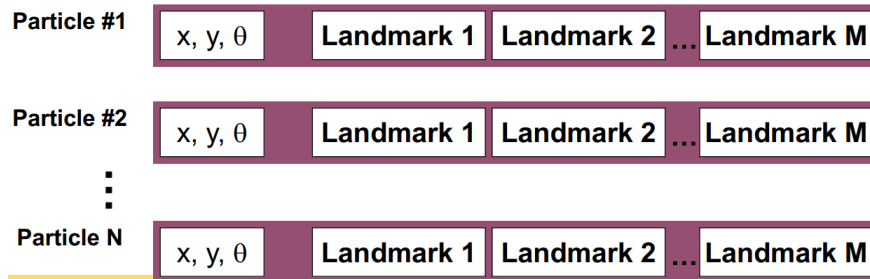 Particle #1 x, y, θ Landmark 1 Landmark 2 ... Landmark M
Particle #2 x, y, θ Landmark 1 Landmark 2 ... Landmark M
⋮
Particle N x, y, θ Landmark 1 Landmark 2 ... Landmark M